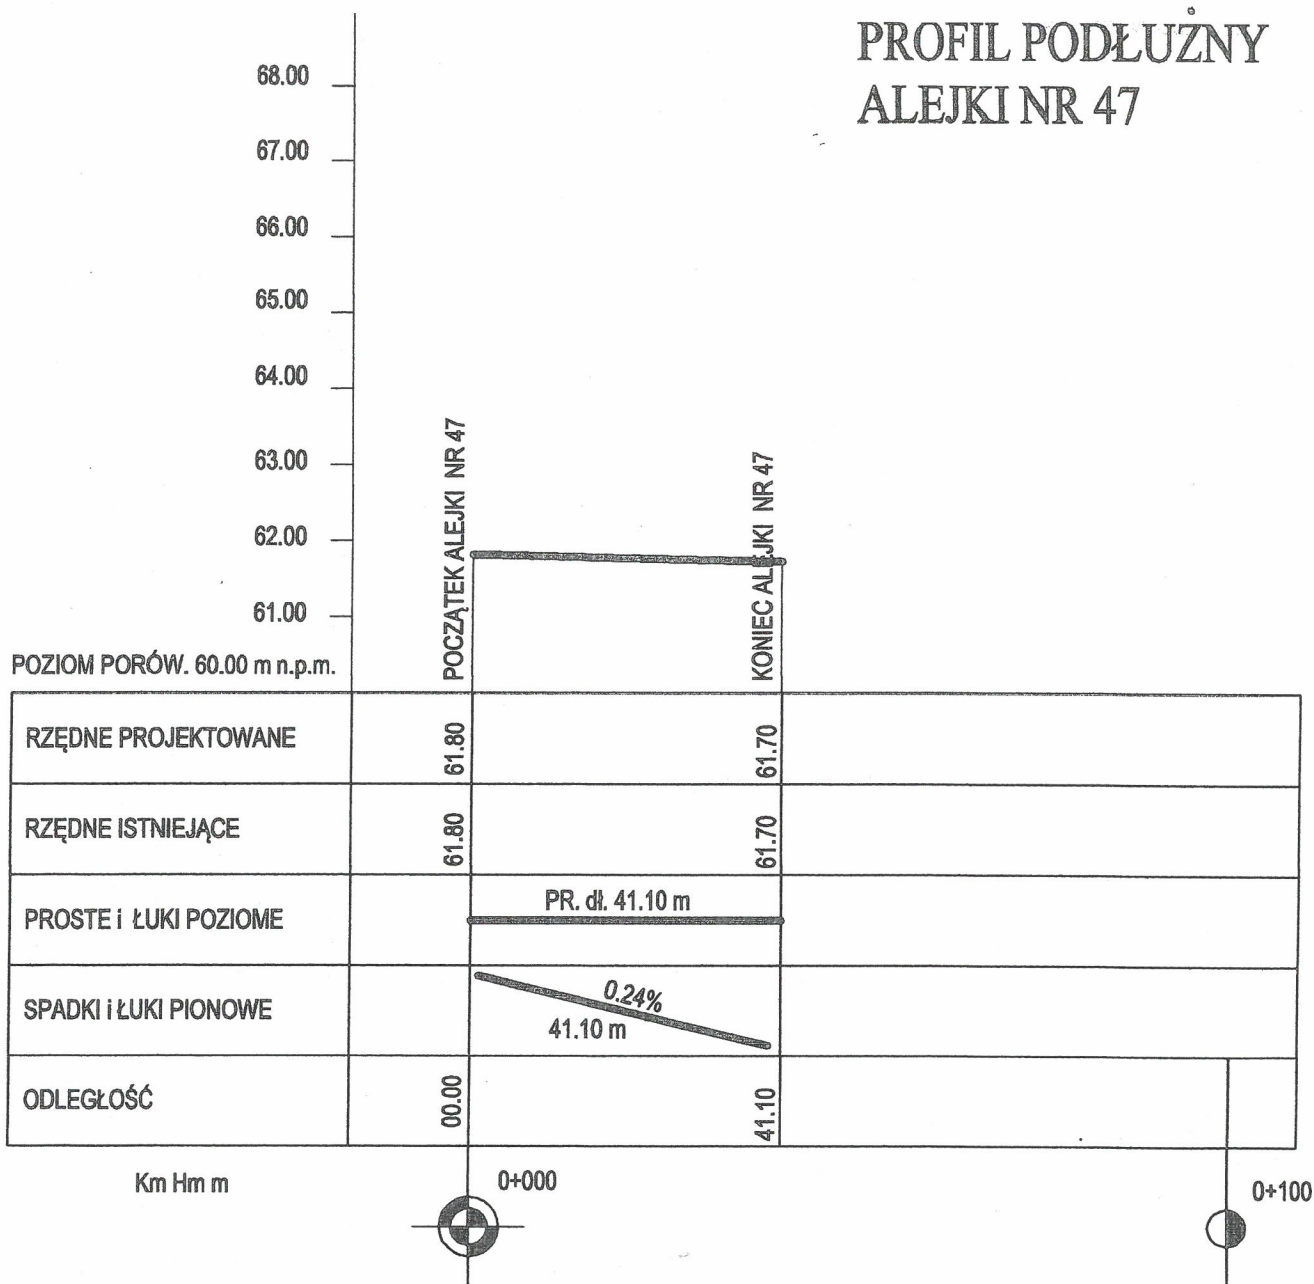 PROFIL PODŁUŻNY
ALEJKI NR 47
68.00
67.00
66.00
65.00
64.00
63.00
62.00
61.00
POCZĄTEK ALEJKI NR 47
KONIEC ALEJKI NR 47
POZIOM PORÓW. 60.00 m n.p.m.
RZĘDNE PROJEKTOWANE 61.80 61.70
RZĘDNE ISTNIEJĄCE 61.80 61.70
PROSTE i ŁUKI POZIOME PR. dł. 41.10 m
SPADKI i ŁUKI PIONOWE 0.24%
41.10 m
ODLEGŁOŚĆ 00.00 41.10
Km Hm m 0+000 0+100